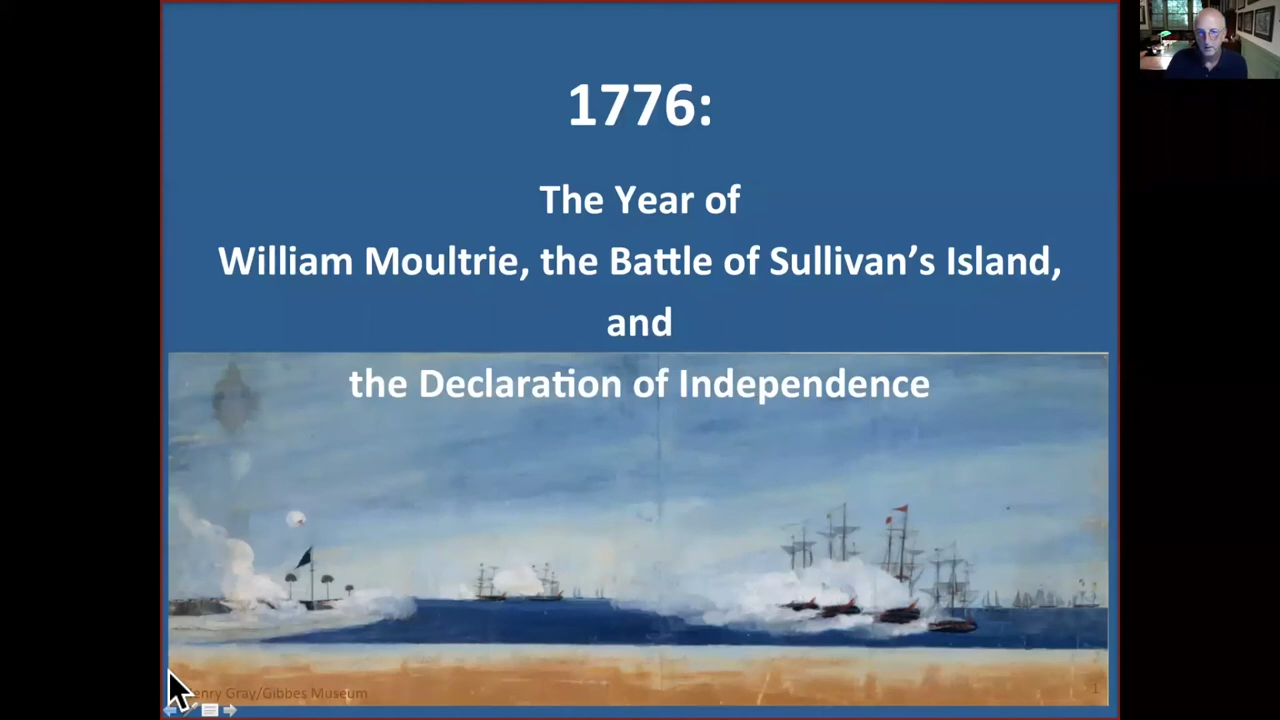 1776:
The Year of
William Moultrie, the Battle of Sullivan’s Island,
and
the Declaration of Independence
enry Gray/Gibbes Museum
1